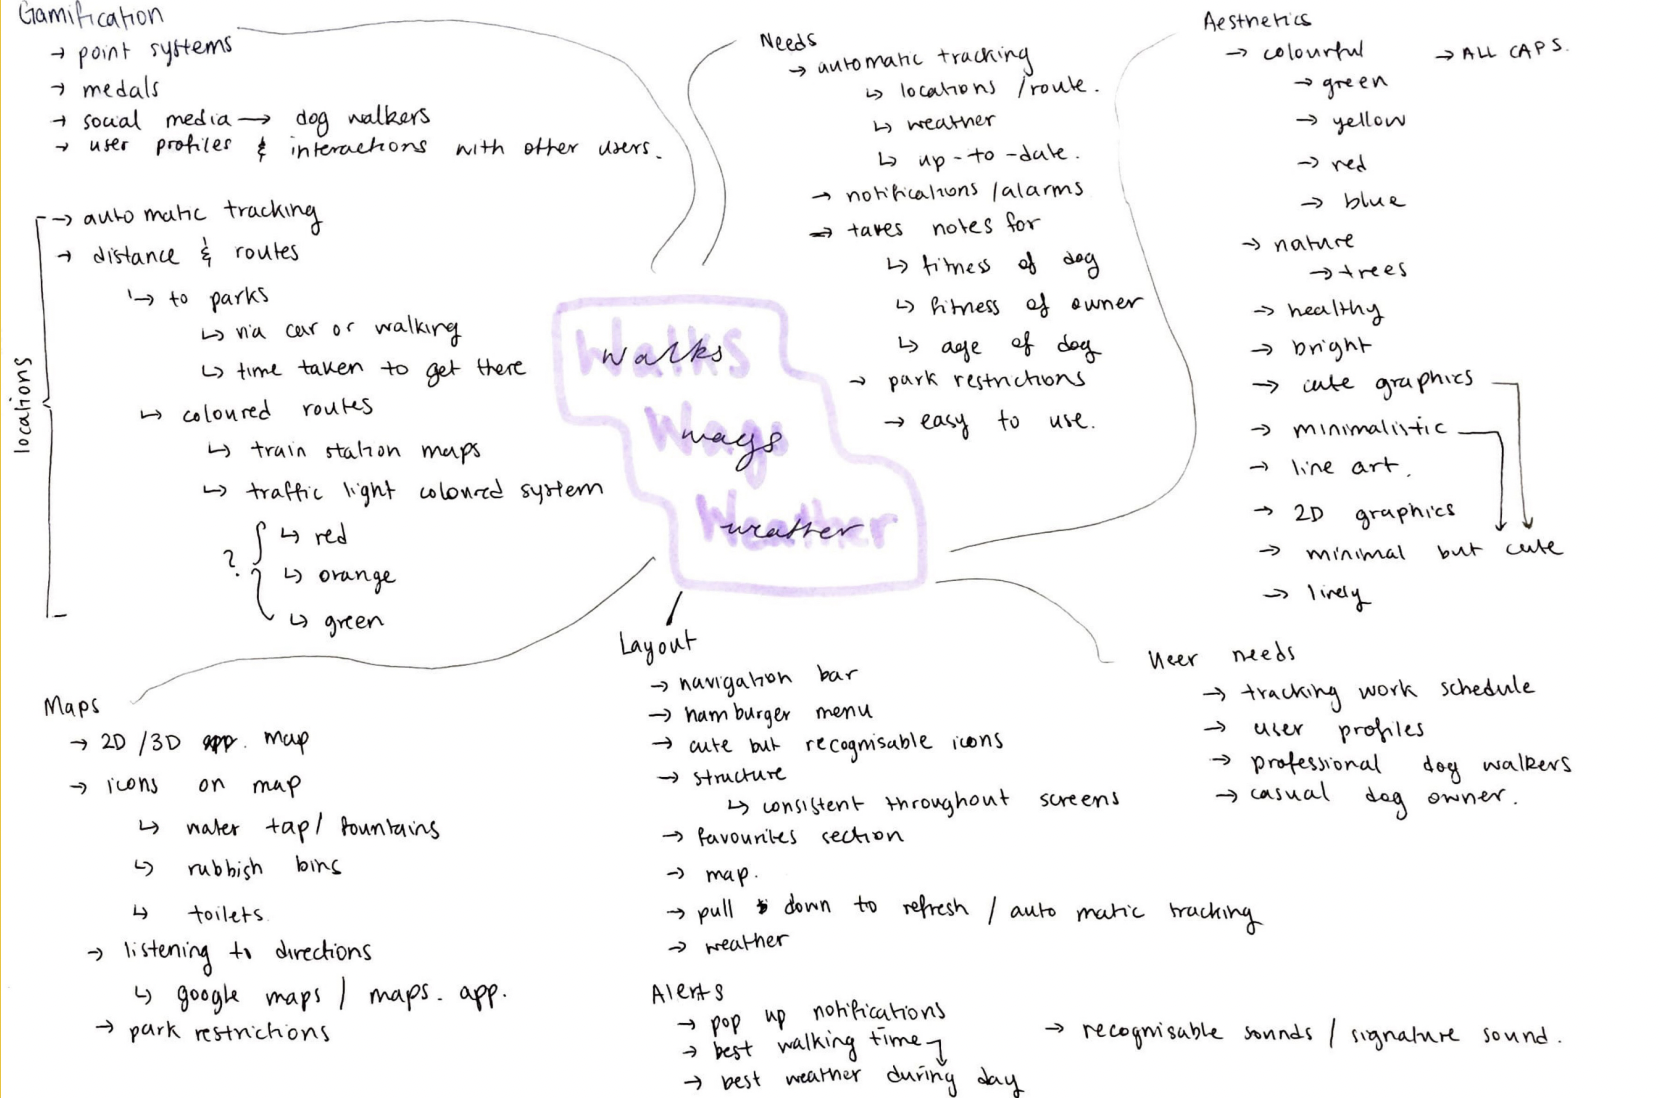 Gamification
→ point systems
→ medals
→ social media → dog walkers
→ user profiles & interactions with other users.
locations
→ automatic tracking
→ distance & routes
↳ to parks
↳ via car or walking
↳ time taken to get there
↳ coloured routes
↳ train station maps
↳ traffic light coloured system
?
↳ red
↳ orange
↳ green
Needs
→ automatic tracking
↳ locations / route.
↳ weather
↳ up-to-date.
→ notifications / alarms
→ takes notes for
↳ fitness of dog
↳ fitness of owner
↳ age of dog
→ park restrictions
→ easy to use.
Aesthetics
→ colourful → ALL CAPS.
→ green
→ yellow
→ red
→ blue
→ nature
→ trees
→ healthy
→ bright
→ cute graphics
→ minimalistic
→ line art.
→ 2D graphics
→ minimal but cute
→ lively
Walks
walks
Wags
wags
Weather
weather
Maps
→ 2D / 3D app. map
→ icons on map
↳ water tap / fountains
↳ rubbish bins
↳ toilets.
→ listening to directions
↳ google maps / maps. app.
→ park restrictions
Layout
→ navigation bar
→ hamburger menu
→ cute but recognisable icons
→ structure
↳ consistent throughout screens
→ favourites section
→ map.
→ pull down to refresh / automatic tracking
→ weather
User needs
→ tracking work schedule
→ user profiles
→ professional dog walkers
→ casual dog owner.
Alerts
→ pop up notifications
→ best walking time
→ best weather during day
→ recognisable sounds / signature sound.